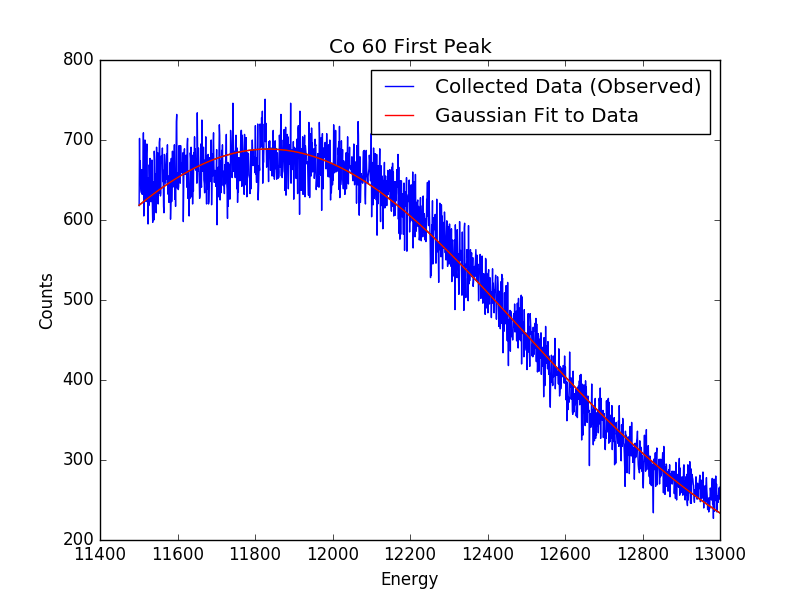 Co 60 First Peak
Collected Data (Observed)
Gaussian Fit to Data
800
700
600
500
400
300
200
Counts
11400 11600 11800 12000 12200 12400 12600 12800 13000
Energy